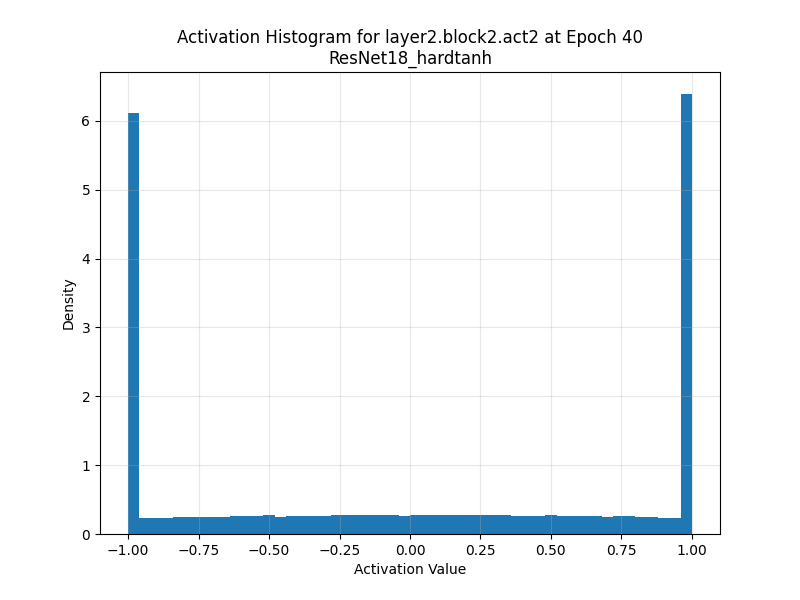 Activation Histogram for layer2.block2.act2 at Epoch 40
ResNet18_hardtanh
6
5
4
3
2
1
0
Density
−1.00 −0.75 −0.50 −0.25 0.00 0.25 0.50 0.75 1.00
Activation Value